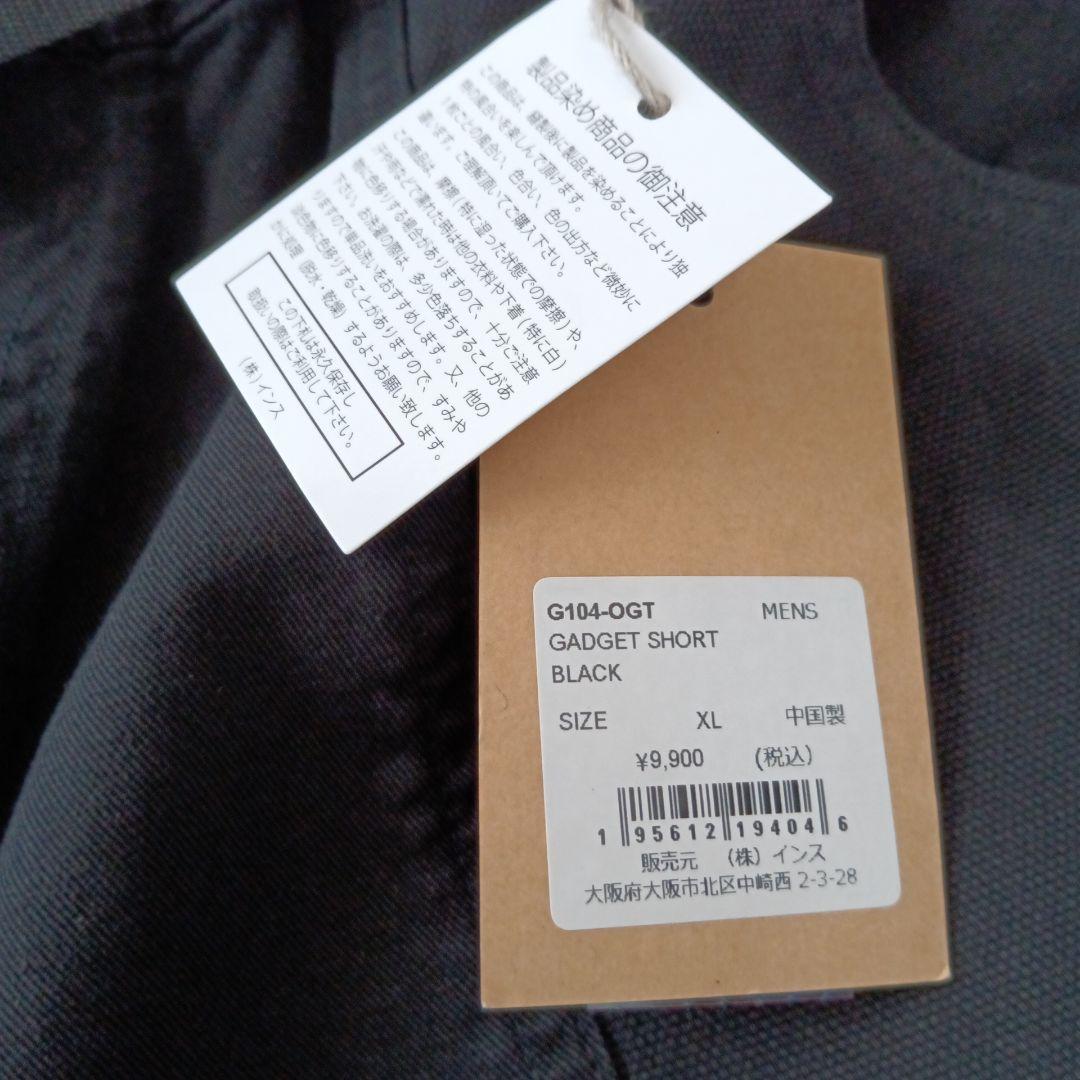 製品染め商品の御注意
この商品は、縫製後に製品を染めることにより独
特の風合いを楽しんで頂けます。
1枚ごとの風合い、色合い、色の出方など微妙に
違います。ご理解頂いてご購入下さい。
この商品は、摩擦(特に湿った状態での摩擦)や、
汗や雨などで濡れた時は他の衣料や下着(特に白)
物に色移りする場合がありますので、十分ご注意
下さい。お洗濯の際は、多少色落ちすることがあ
りますので単品洗いをおすすめします。又、他の
淡色物に色移りすることがありますので、すみや
かに処理(脱水・乾燥)するようお願い致します。
この下札は永久保存し
取扱いの際はご利用して下さい。
(株)インス
G104-OGT MENS
GADGET SHORT
BLACK
SIZE XL 中国製
¥9,900 (税込)
1 95612 19404 6
販売元 (株)インス
大阪府大阪市北区中崎西 2-3-28